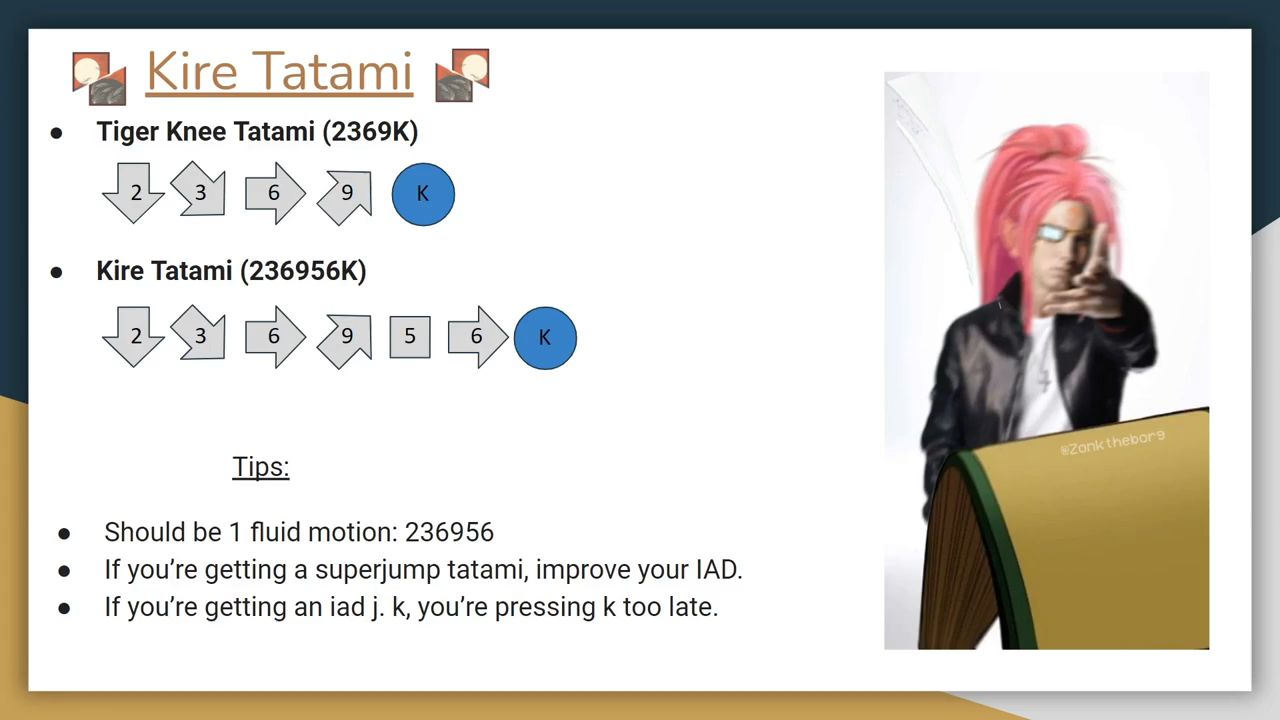 Kire Tatami
● Tiger Knee Tatami (2369K)
2 3 6 9 K
● Kire Tatami (236956K)
2 3 6 9 5 6 K
Tips:
● Should be 1 fluid motion: 236956
● If you’re getting a superjump tatami, improve your IAD.
● If you’re getting an iad j. k, you’re pressing k too late.
@Zonkthebor9